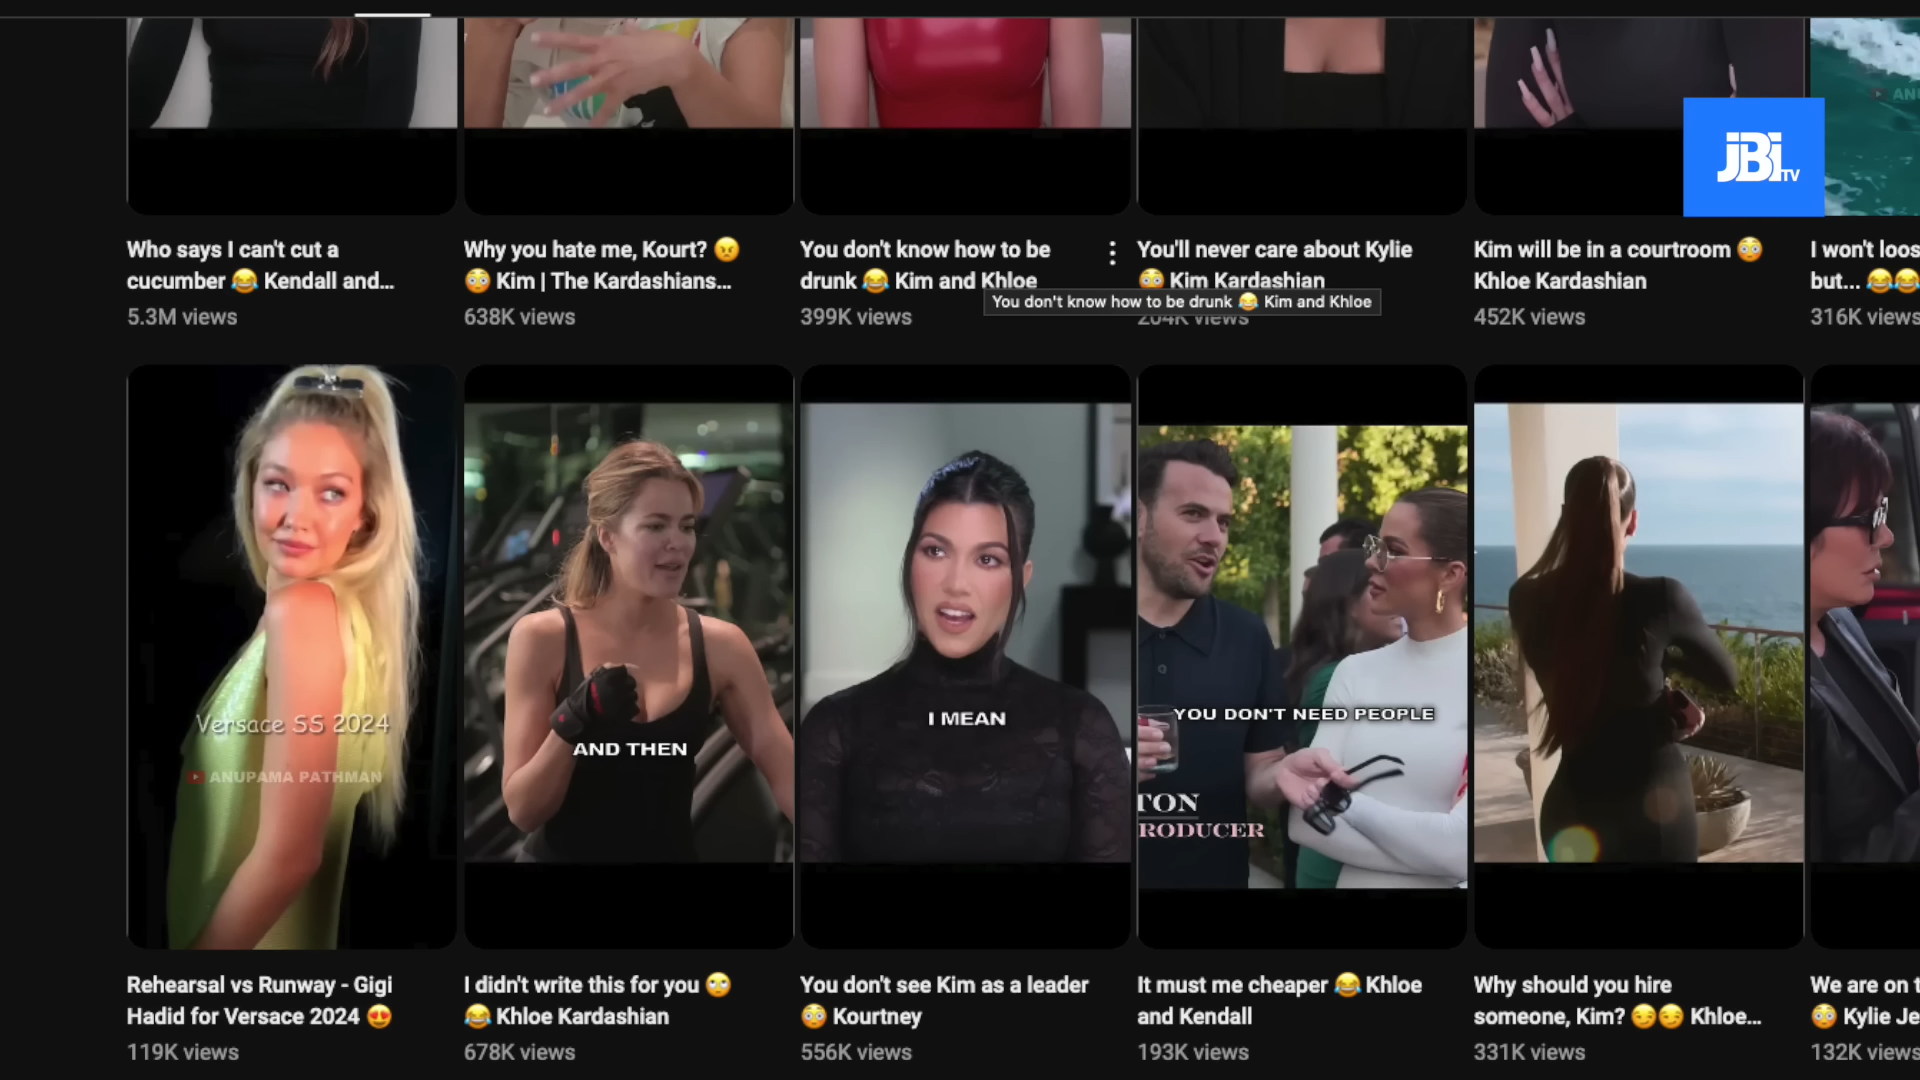 AN
JBi TV
Who says I can't cut a
cucumber 😂 Kendall and...
5.3M views
Why you hate me, Kourt? 😠
😳 Kim | The Kardashians...
638K views
You don't know how to be
drunk 😂 Kim and Khloe
399K views
You'll never care about Kylie
😳 Kim Kardashian
204K views
You don't know how to be drunk 😂 Kim and Khloe
Kim will be in a courtroom 😳
Khloe Kardashian
452K views
I won't loos
but... 😂😂
316K views
Versace SS 2024
ANUPAMA PATHMAN
AND THEN
I MEAN
YOU DON'T NEED PEOPLE
TON
RODUCER
Rehearsal vs Runway - Gigi
Hadid for Versace 2024 😍
119K views
I didn't write this for you 🙄
😂 Khloe Kardashian
678K views
You don't see Kim as a leader
😳 Kourtney
556K views
It must me cheaper 😂 Khloe
and Kendall
193K views
Why should you hire
someone, Kim? 😏😏 Khloe...
331K views
We are on t
😳 Kylie Je
132K views